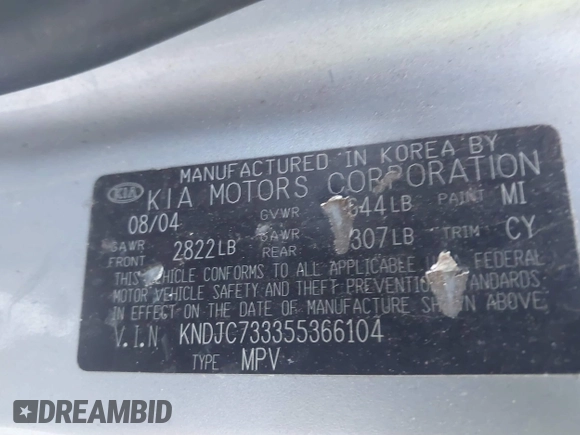 MANUFACTURED IN KOREA BY
KIA KIA MOTORS CORPORATION
08/04 GVWR 644LB PAINT MI
GAWR FRONT 2822LB GAWR REAR 307LB TRIM CY
THIS VEHICLE CONFORMS TO ALL APPLICABLE FEDERAL
MOTOR VEHICLE SAFETY AND THEFT PREVENTION STANDARDS
IN EFFECT ON THE DATE OF MANUFACTURE SHOWN ABOVE.
V.I.N KNDJC733355366104
TYPE MPV
DREAMBID